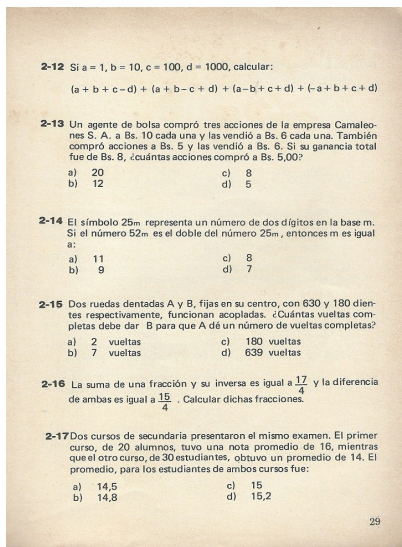 2-12 Si a = 1, b = 10, c = 100, d = 1000, calcular:
(a + b + c – d) + (a + b – c + d) + (a – b + c + d) + (–a + b + c + d)
2-13 Un agente de bolsa compró tres acciones de la empresa Camaleo-
nes S. A. a Bs. 10 cada una y las vendió a Bs. 6 cada una. También
compró acciones a Bs. 5 y las vendió a Bs. 6. Si su ganancia total
fue de Bs. 8, ¿cuántas acciones compró a Bs. 5,00?
a) 20 c) 8
b) 12 d) 5
2-14 El símbolo 25m representa un número de dos dígitos en la base m.
Si el número 52m es el doble del número 25m , entonces m es igual
a:
a) 11 c) 8
b) 9 d) 7
2-15 Dos ruedas dentadas A y B, fijas en su centro, con 630 y 180 dien-
tes respectivamente, funcionan acopladas. ¿Cuántas vueltas com-
pletas debe dar B para que A dé un número de vueltas completas?
a) 2 vueltas c) 180 vueltas
b) 7 vueltas d) 639 vueltas
2-16 La suma de una fracción y su inversa es igual a 17/4 y la diferencia
de ambas es igual a 15/4 . Calcular dichas fracciones.
2-17 Dos cursos de secundaria presentaron el mismo examen. El primer
curso, de 20 alumnos, tuvo una nota promedio de 16, mientras
que el otro curso, de 30 estudiantes, obtuvo un promedio de 14. El
promedio, para los estudiantes de ambos cursos fue:
a) 14,5 c) 15
b) 14,8 d) 15,2
29